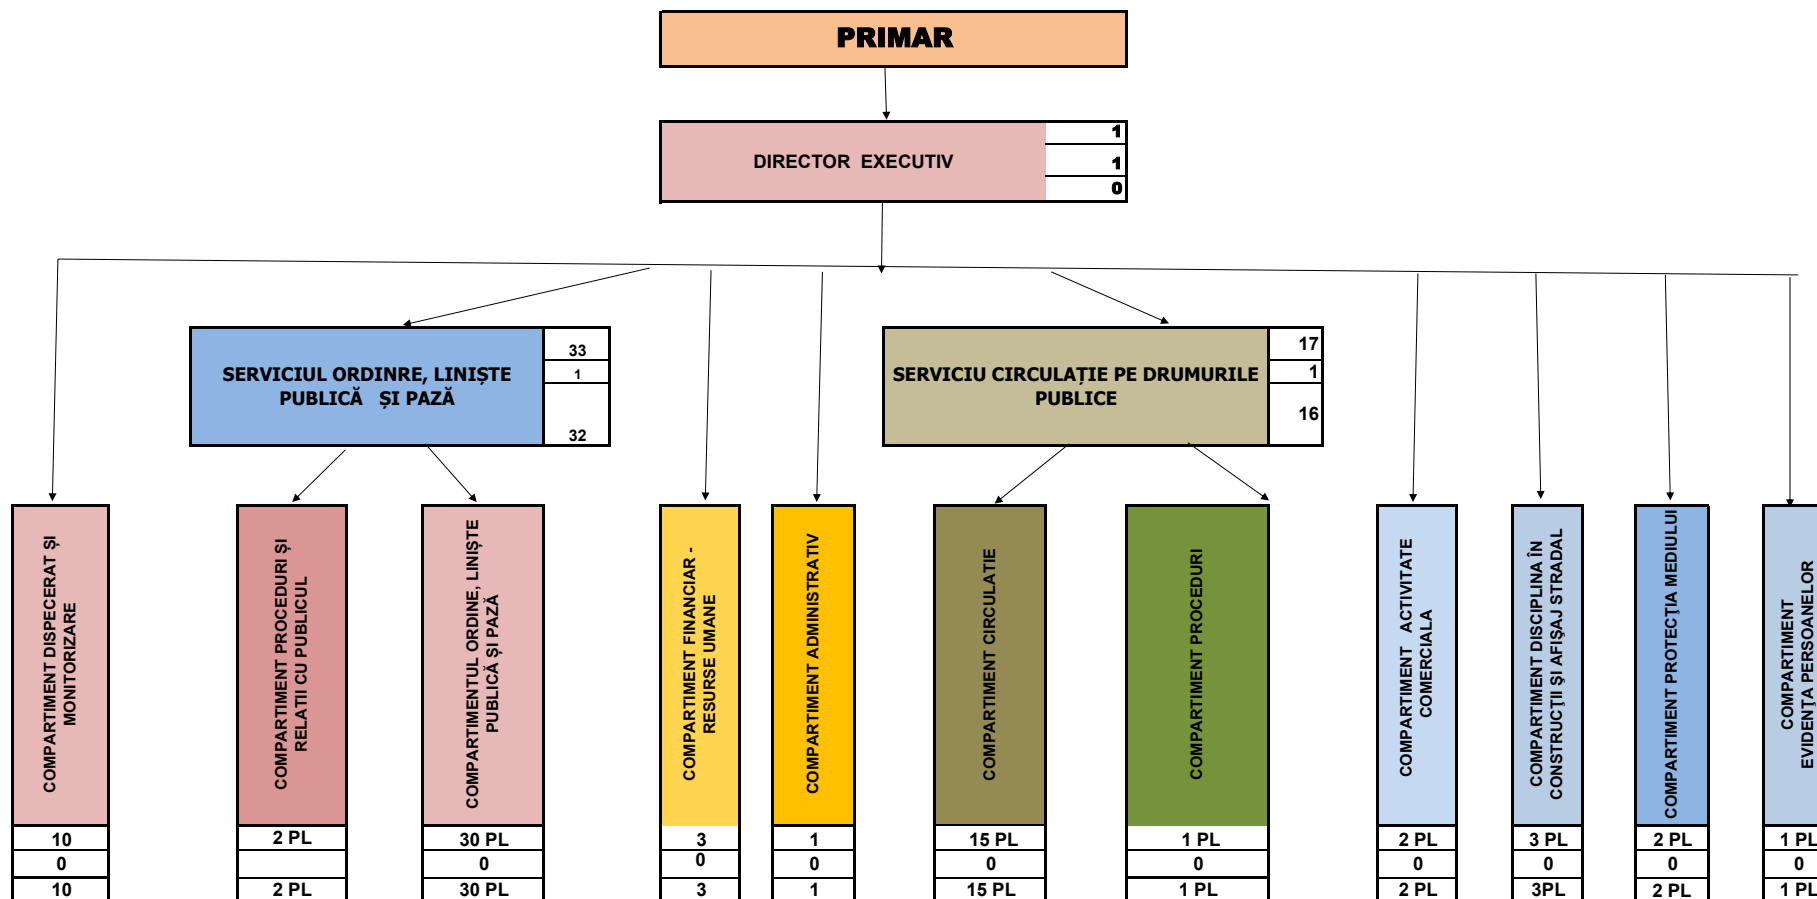 PRIMAR
DIRECTOR EXECUTIV
1
1
0
SERVICIUL ORDINRE, LINIȘTE
PUBLICĂ ȘI PAZĂ
33
1
32
SERVICIU CIRCULAȚIE PE DRUMURILE
PUBLICE
17
1
16
COMPARTIMENT DISPECERAT ȘI
MONITORIZARE
10
0
10
COMPARTIMENT PROCEDURI ȘI
RELATII CU PUBLICUL
2 PL
2 PL
COMPARTIMENTUL ORDINE, LINIȘTE
PUBLICĂ ȘI PAZĂ
30 PL
0
30 PL
COMPARTIMENT FINANCIAR -
RESURSE UMANE
3
0
3
COMPARTIMENT ADMINISTRATIV
1
0
1
COMPARTIMENT CIRCULATIE
15 PL
0
15 PL
COMPARTIMENT PROCEDURI
1 PL
0
1 PL
COMPARTIMENT ACTIVITATE
COMERCIALA
2 PL
0
2 PL
COMPARTIMENT DISCIPLINA ÎN
CONSTRUCȚII ȘI AFIȘAJ STRADAL
3 PL
0
3PL
COMPARTIMENT PROTECȚIA MEDIULUI
2 PL
0
2 PL
COMPARTIMENT
EVIDENȚA PERSOANELOR
1 PL
0
1 PL